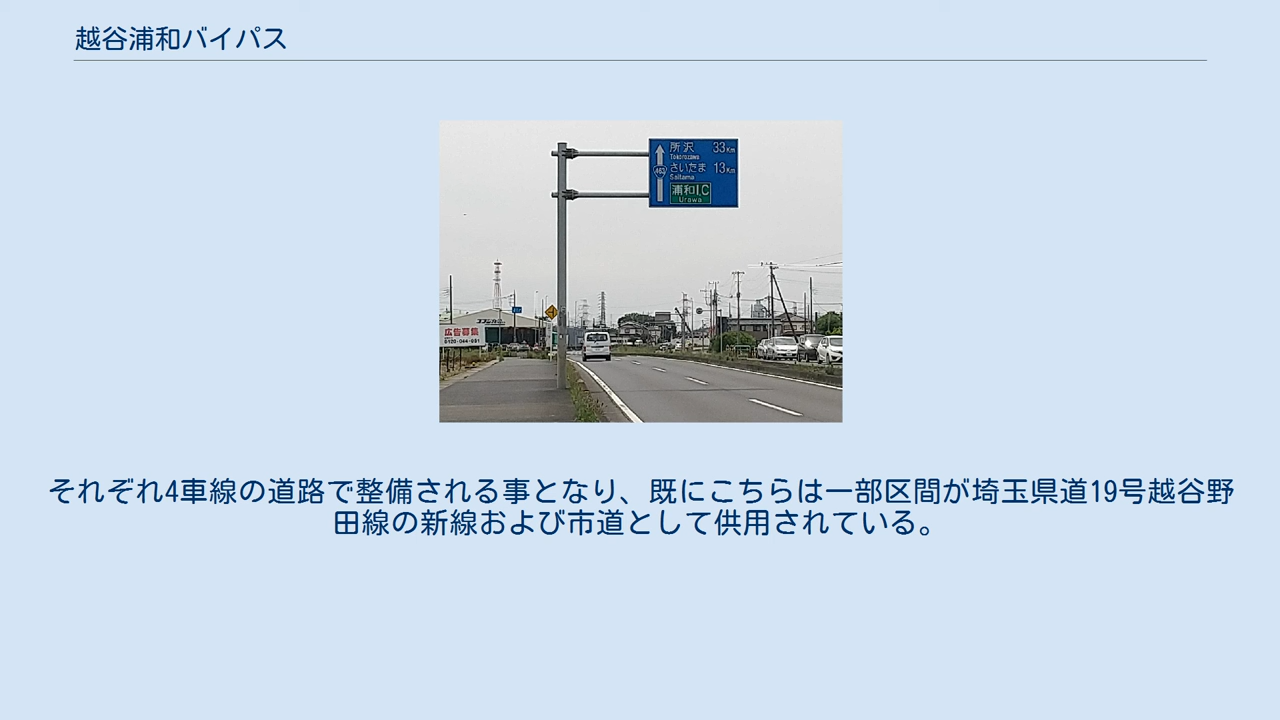 越谷浦和バイパス
所沢 33Km
Tokorozawa
463
さいたま 13Km
Saitama
浦和I.C
Urawa
広告募集
それぞれ4車線の道路で整備される事となり、既にこちらは一部区間が埼玉県道19号越谷野
田線の新線および市道として供用されている。